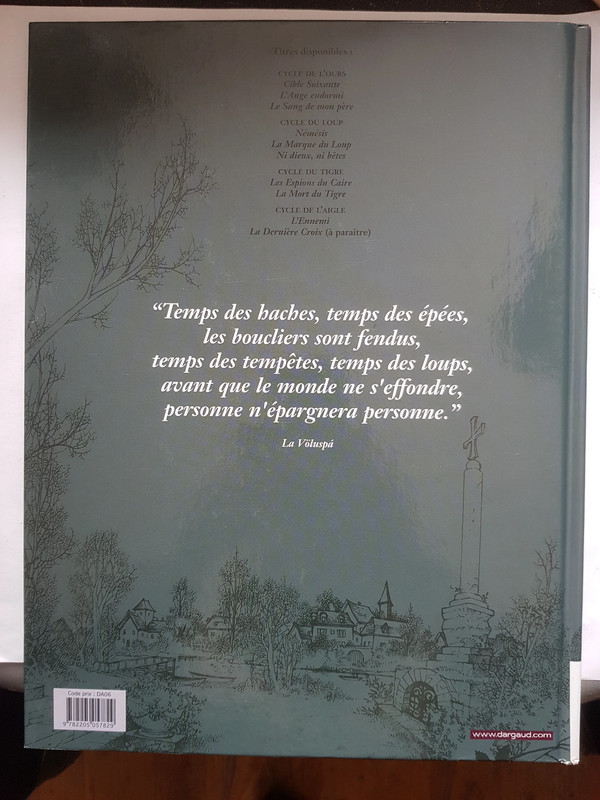 Titres disponibles :
CYCLE DE L'OURS
Cible Soixante
L'Ange endormi
Le Sang de mon père
CYCLE DU LOUP
Némésis
La Marque du Loup
Ni dieux, ni bêtes
CYCLE DU TIGRE
Les Espions du Caire
La Mort du Tigre
CYCLE DE L'AIGLE
L'Ennemi
La Dernière Croix (à paraître)
“Temps des haches, temps des épées,
les boucliers sont fendus,
temps des tempêtes, temps des loups,
avant que le monde ne s'effondre,
personne n'épargnera personne.”
La Völuspá
Code prix : DA06
9 782205 057829
www.dargaud.com